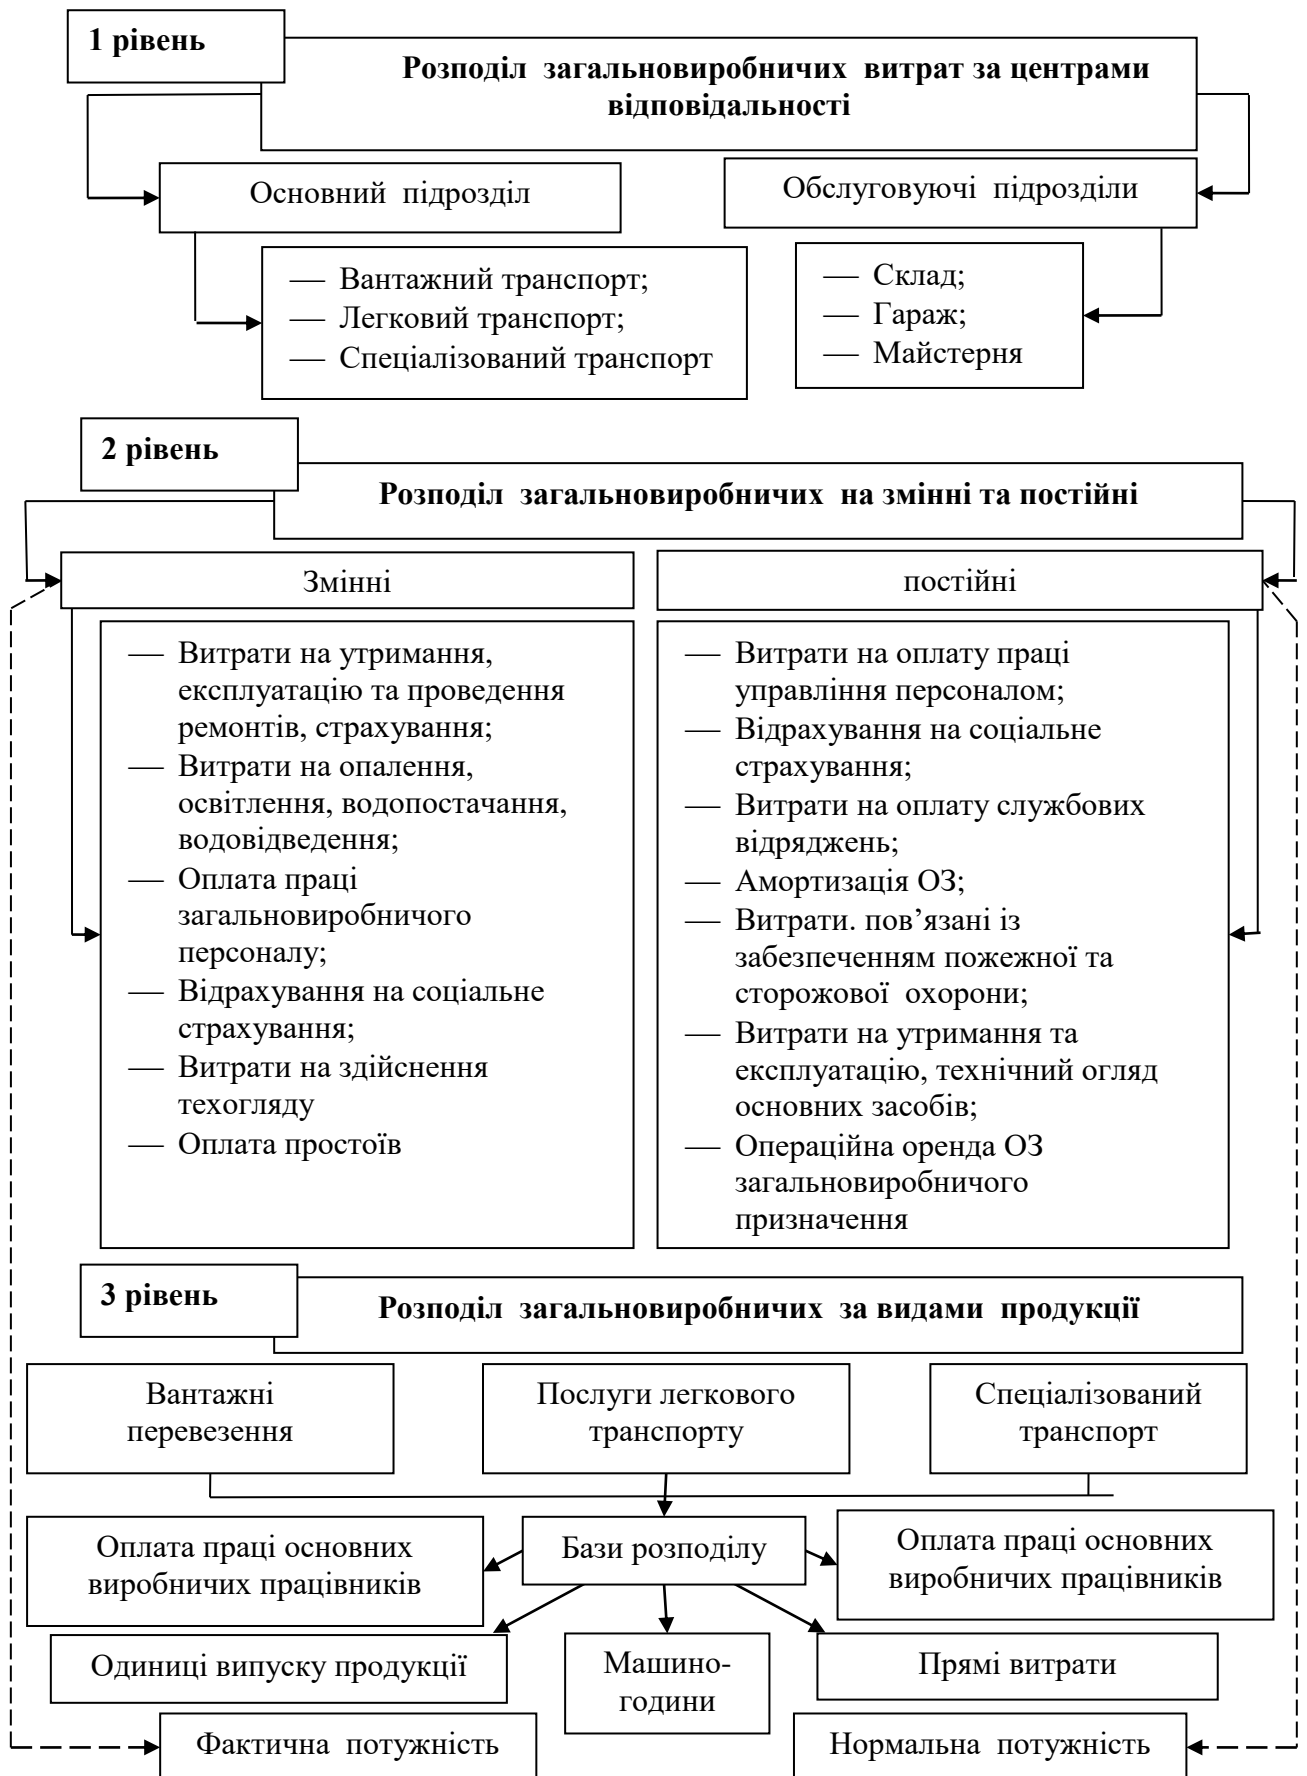 1 рівень
Розподіл загальновиробничих витрат за центрами
відповідальності
Основний підрозділ
Обслуговуючі підрозділи
— Вантажний транспорт;
— Легковий транспорт;
— Спеціалізований транспорт
— Склад;
— Гараж;
— Майстерня
2 рівень
Розподіл загальновиробничих на змінні та постійні
Змінні
постійні
— Витрати на утримання,
експлуатацію та проведення
ремонтів, страхування;
— Витрати на опалення,
освітлення, водопостачання,
водовідведення;
— Оплата праці
загальновиробничого
персоналу;
— Відрахування на соціальне
страхування;
— Витрати на здійснення
техогляду
— Оплата простоїв
— Витрати на оплату праці
управління персоналом;
— Відрахування на соціальне
страхування;
— Витрати на оплату службових
відряджень;
— Амортизація ОЗ;
— Витрати. пов’язані із
забезпеченням пожежної та
сторожової охорони;
— Витрати на утримання та
експлуатацію, технічний огляд
основних засобів;
— Операційна оренда ОЗ
загальновиробничого
призначення
3 рівень
Розподіл загальновиробничих за видами продукції
Вантажні
перевезення
Послуги легкового
транспорту
Спеціалізований
транспорт
Оплата праці основних
виробничих працівників
Бази розподілу
Оплата праці основних
виробничих працівників
Одиниці випуску продукції
Машино-
години
Прямі витрати
Фактична потужність
Нормальна потужність